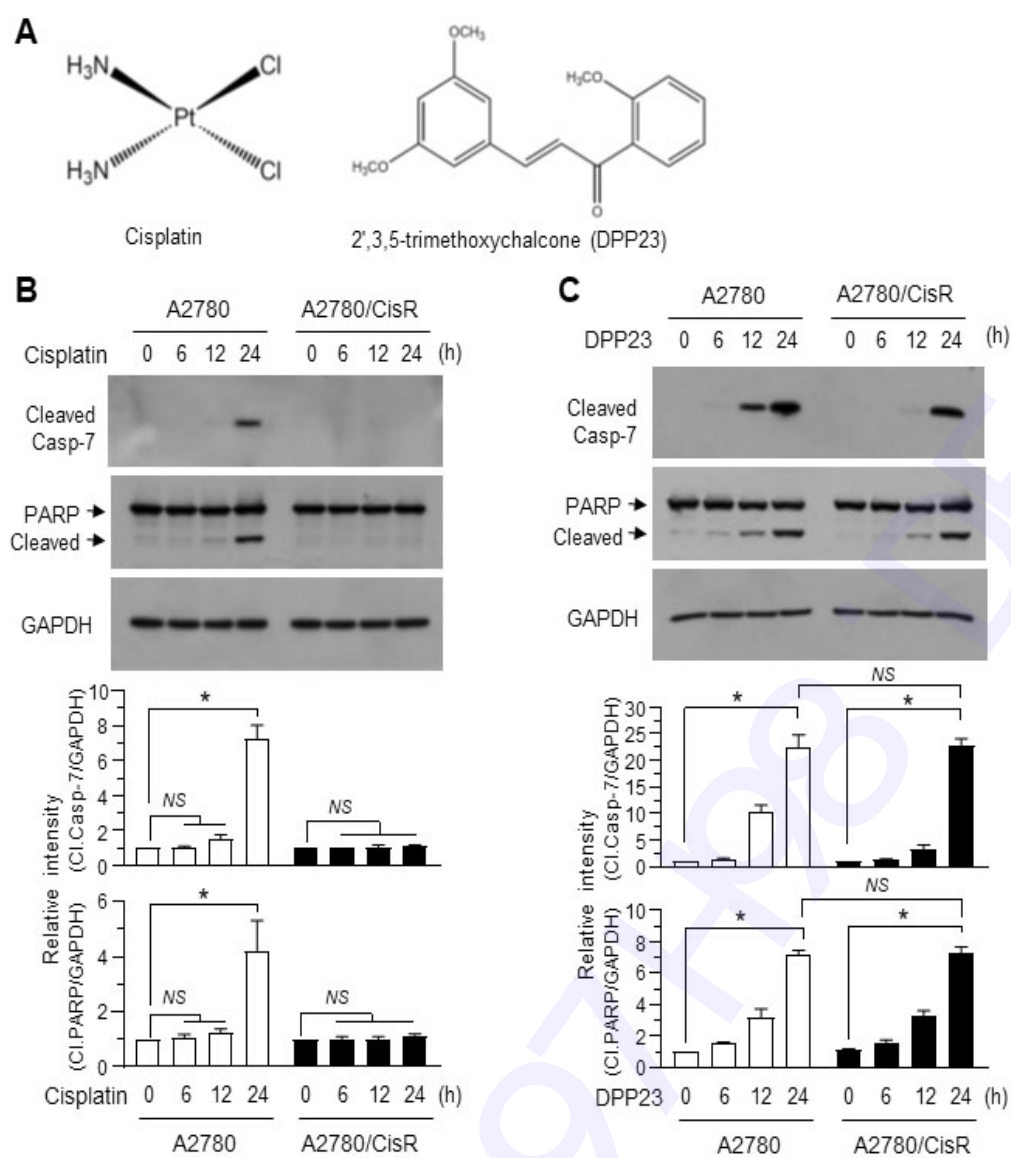 A
H₃N
Cl
Pt
H₃N
Cl
Cisplatin
OCH₃
H₃CO
H₃CO
O
2',3,5-trimethoxychalcone (DPP23)
B
A2780 A2780/CisR
Cisplatin 0 6 12 24 0 6 12 24 (h)
Cleaved
Casp-7
PARP
Cleaved
GAPDH
Relative intensity
(Cl.Casp-7/GAPDH)
10
8
6
4
2
0
*
NS
NS
(Cl.PARP/GAPDH)
6
4
2
0
*
NS
NS
Cisplatin 0 6 12 24 0 6 12 24 (h)
A2780 A2780/CisR
C
A2780 A2780/CisR
DPP23 0 6 12 24 0 6 12 24 (h)
Cleaved
Casp-7
PARP
Cleaved
GAPDH
Relative intensity
(Cl.Casp-7/GAPDH)
30
25
20
15
10
5
0
NS
*
*
(Cl.PARP/GAPDH)
10
8
6
4
2
0
NS
*
*
DPP23 0 6 12 24 0 6 12 24 (h)
A2780 A2780/CisR